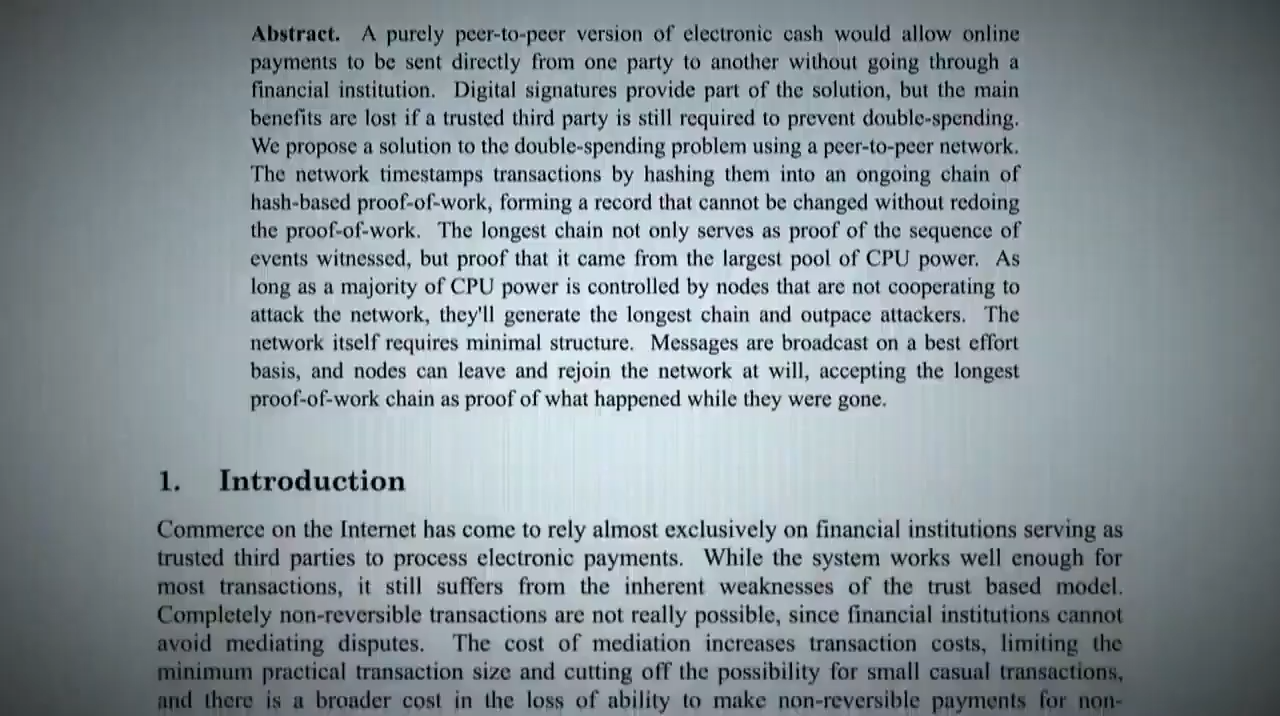 Abstract. A purely peer-to-peer version of electronic cash would allow online
payments to be sent directly from one party to another without going through a
financial institution. Digital signatures provide part of the solution, but the main
benefits are lost if a trusted third party is still required to prevent double-spending.
We propose a solution to the double-spending problem using a peer-to-peer network.
The network timestamps transactions by hashing them into an ongoing chain of
hash-based proof-of-work, forming a record that cannot be changed without redoing
the proof-of-work. The longest chain not only serves as proof of the sequence of
events witnessed, but proof that it came from the largest pool of CPU power. As
long as a majority of CPU power is controlled by nodes that are not cooperating to
attack the network, they'll generate the longest chain and outpace attackers. The
network itself requires minimal structure. Messages are broadcast on a best effort
basis, and nodes can leave and rejoin the network at will, accepting the longest
proof-of-work chain as proof of what happened while they were gone.
1. Introduction
Commerce on the Internet has come to rely almost exclusively on financial institutions serving as
trusted third parties to process electronic payments. While the system works well enough for
most transactions, it still suffers from the inherent weaknesses of the trust based model.
Completely non-reversible transactions are not really possible, since financial institutions cannot
avoid mediating disputes. The cost of mediation increases transaction costs, limiting the
minimum practical transaction size and cutting off the possibility for small casual transactions,
and there is a broader cost in the loss of ability to make non-reversible payments for non-